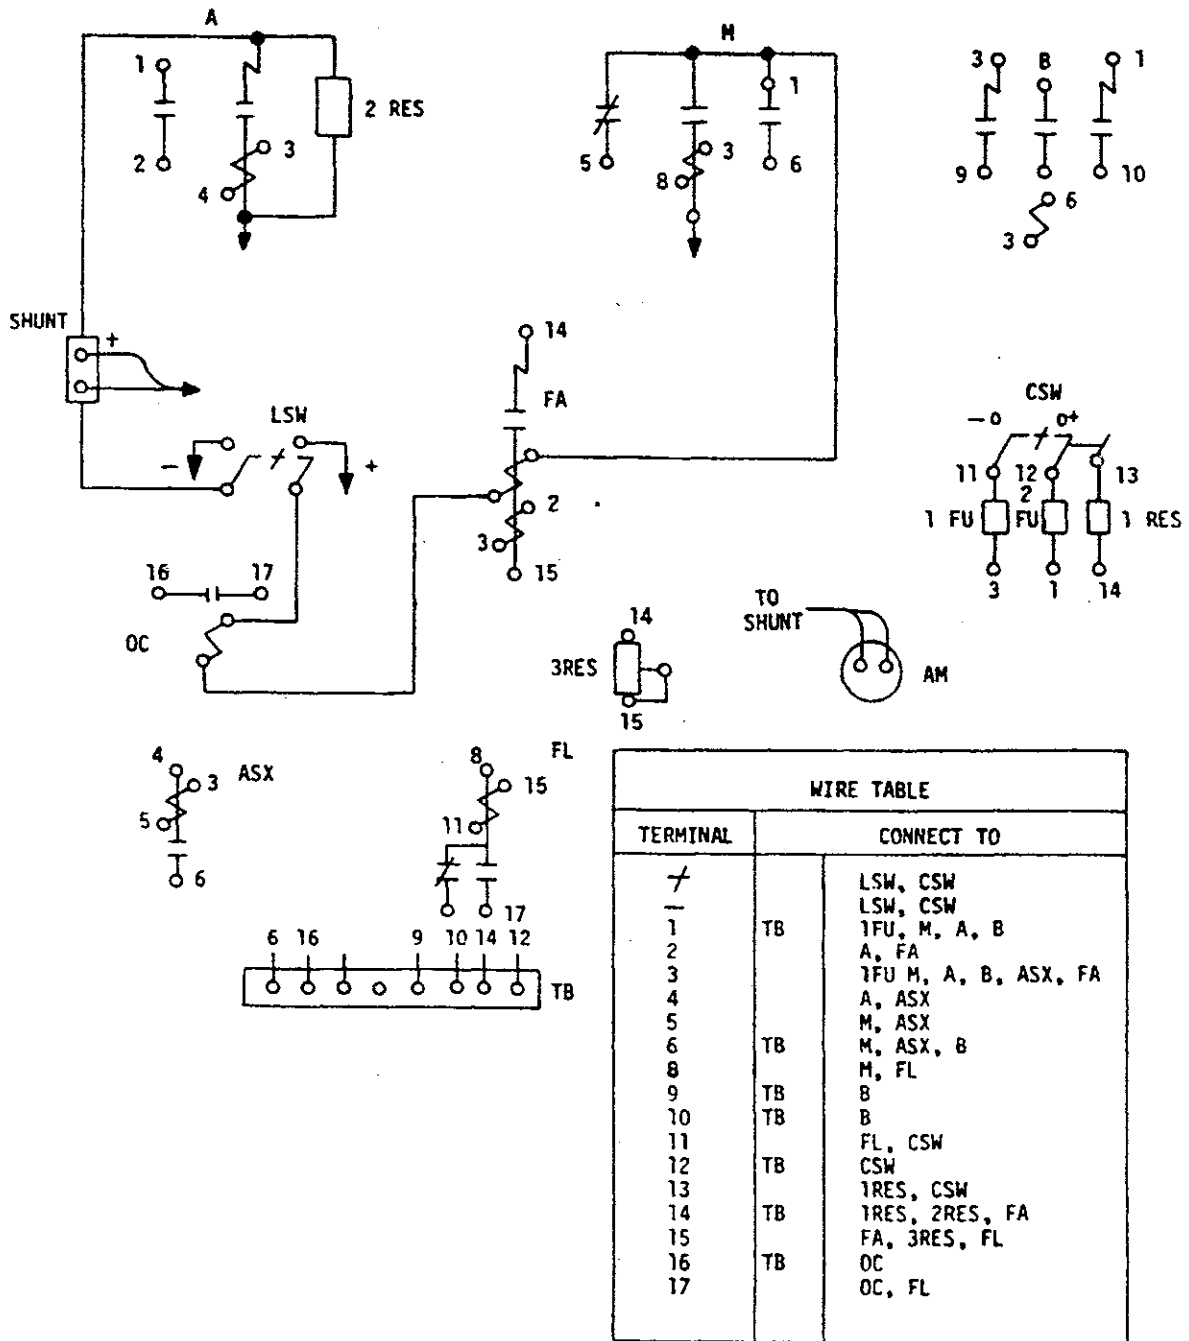 A
M
1
2
3
4
2 RES
5
8
3
1
6
3
B
1
9
10
6
3
SHUNT
+
LSW
-
+
14
FA
2
3
15
CSW
- o
o+
11
12
13
1 FU
2
FU
1 RES
3
1
14
16
17
OC
14
3RES
15
TO
SHUNT
AM
4
3
ASX
5
6
8
FL
15
11
17
6 16 9 10 14 12
TB
WIRE TABLE
TERMINAL CONNECT TO
+ LSW, CSW
- LSW, CSW
1 TB 1FU, M, A, B
2 A, FA
3 1FU M, A, B, ASX, FA
4 A, ASX
5 M, ASX
6 TB M, ASX, B
8 M, FL
9 TB B
10 TB B
11 FL, CSW
12 TB CSW
13 1RES, CSW
14 TB 1RES, 2RES, FA
15 FA, 3RES, FL
16 TB OC
17 OC, FL